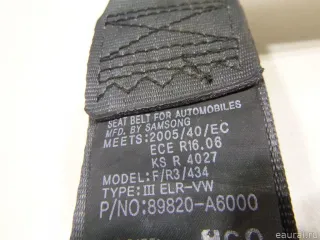 SEAT BELT FOR AUTOMOBILES
MFD. BY SAMSONG
MEETS:2005/40/EC
ECE R16.06
KS R 4027
MODEL:F/R3/434
TYPE:III ELR-VW
P/NO:89820-A6000
© eaural.ru